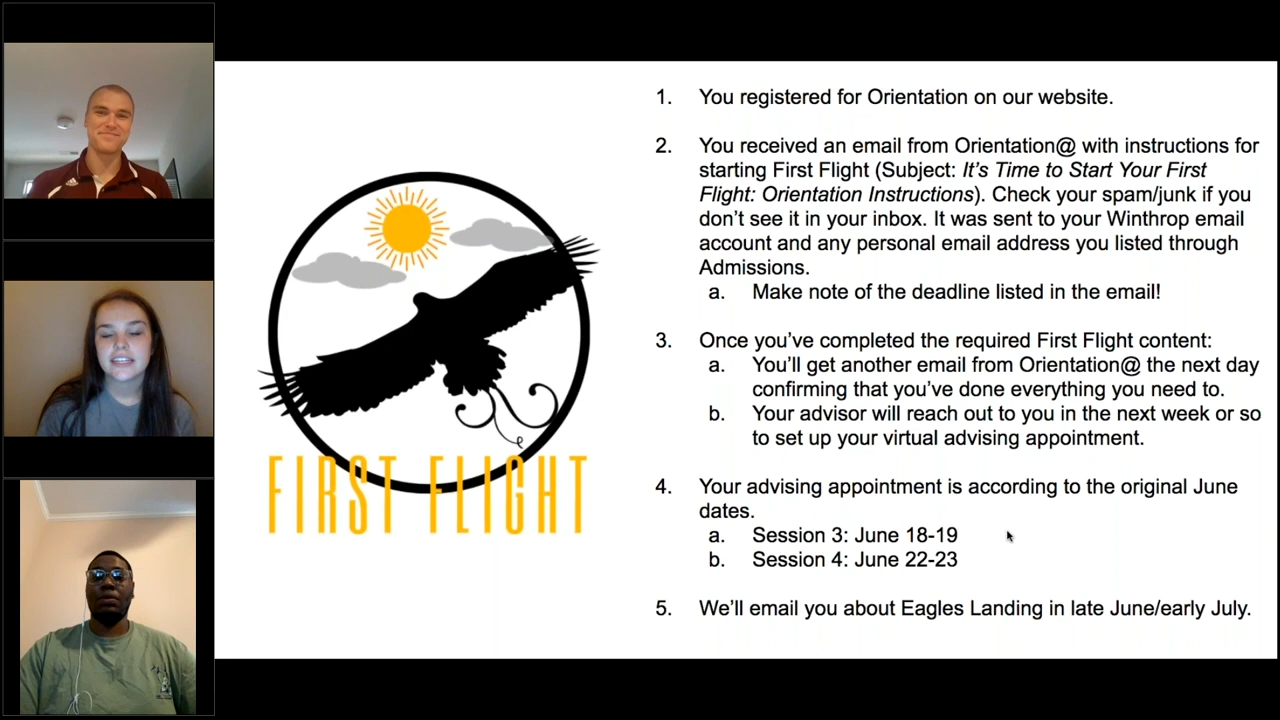 1. You registered for Orientation on our website.
2. You received an email from Orientation@ with instructions for
starting First Flight (Subject: It’s Time to Start Your First
Flight: Orientation Instructions). Check your spam/junk if you
don’t see it in your inbox. It was sent to your Winthrop email
account and any personal email address you listed through
Admissions.
a. Make note of the deadline listed in the email!
3. Once you’ve completed the required First Flight content:
a. You’ll get another email from Orientation@ the next day
confirming that you’ve done everything you need to.
b. Your advisor will reach out to you in the next week or so
to set up your virtual advising appointment.
4. Your advising appointment is according to the original June
dates.
a. Session 3: June 18-19
b. Session 4: June 22-23
5. We’ll email you about Eagles Landing in late June/early July.
FIRST FLIGHT